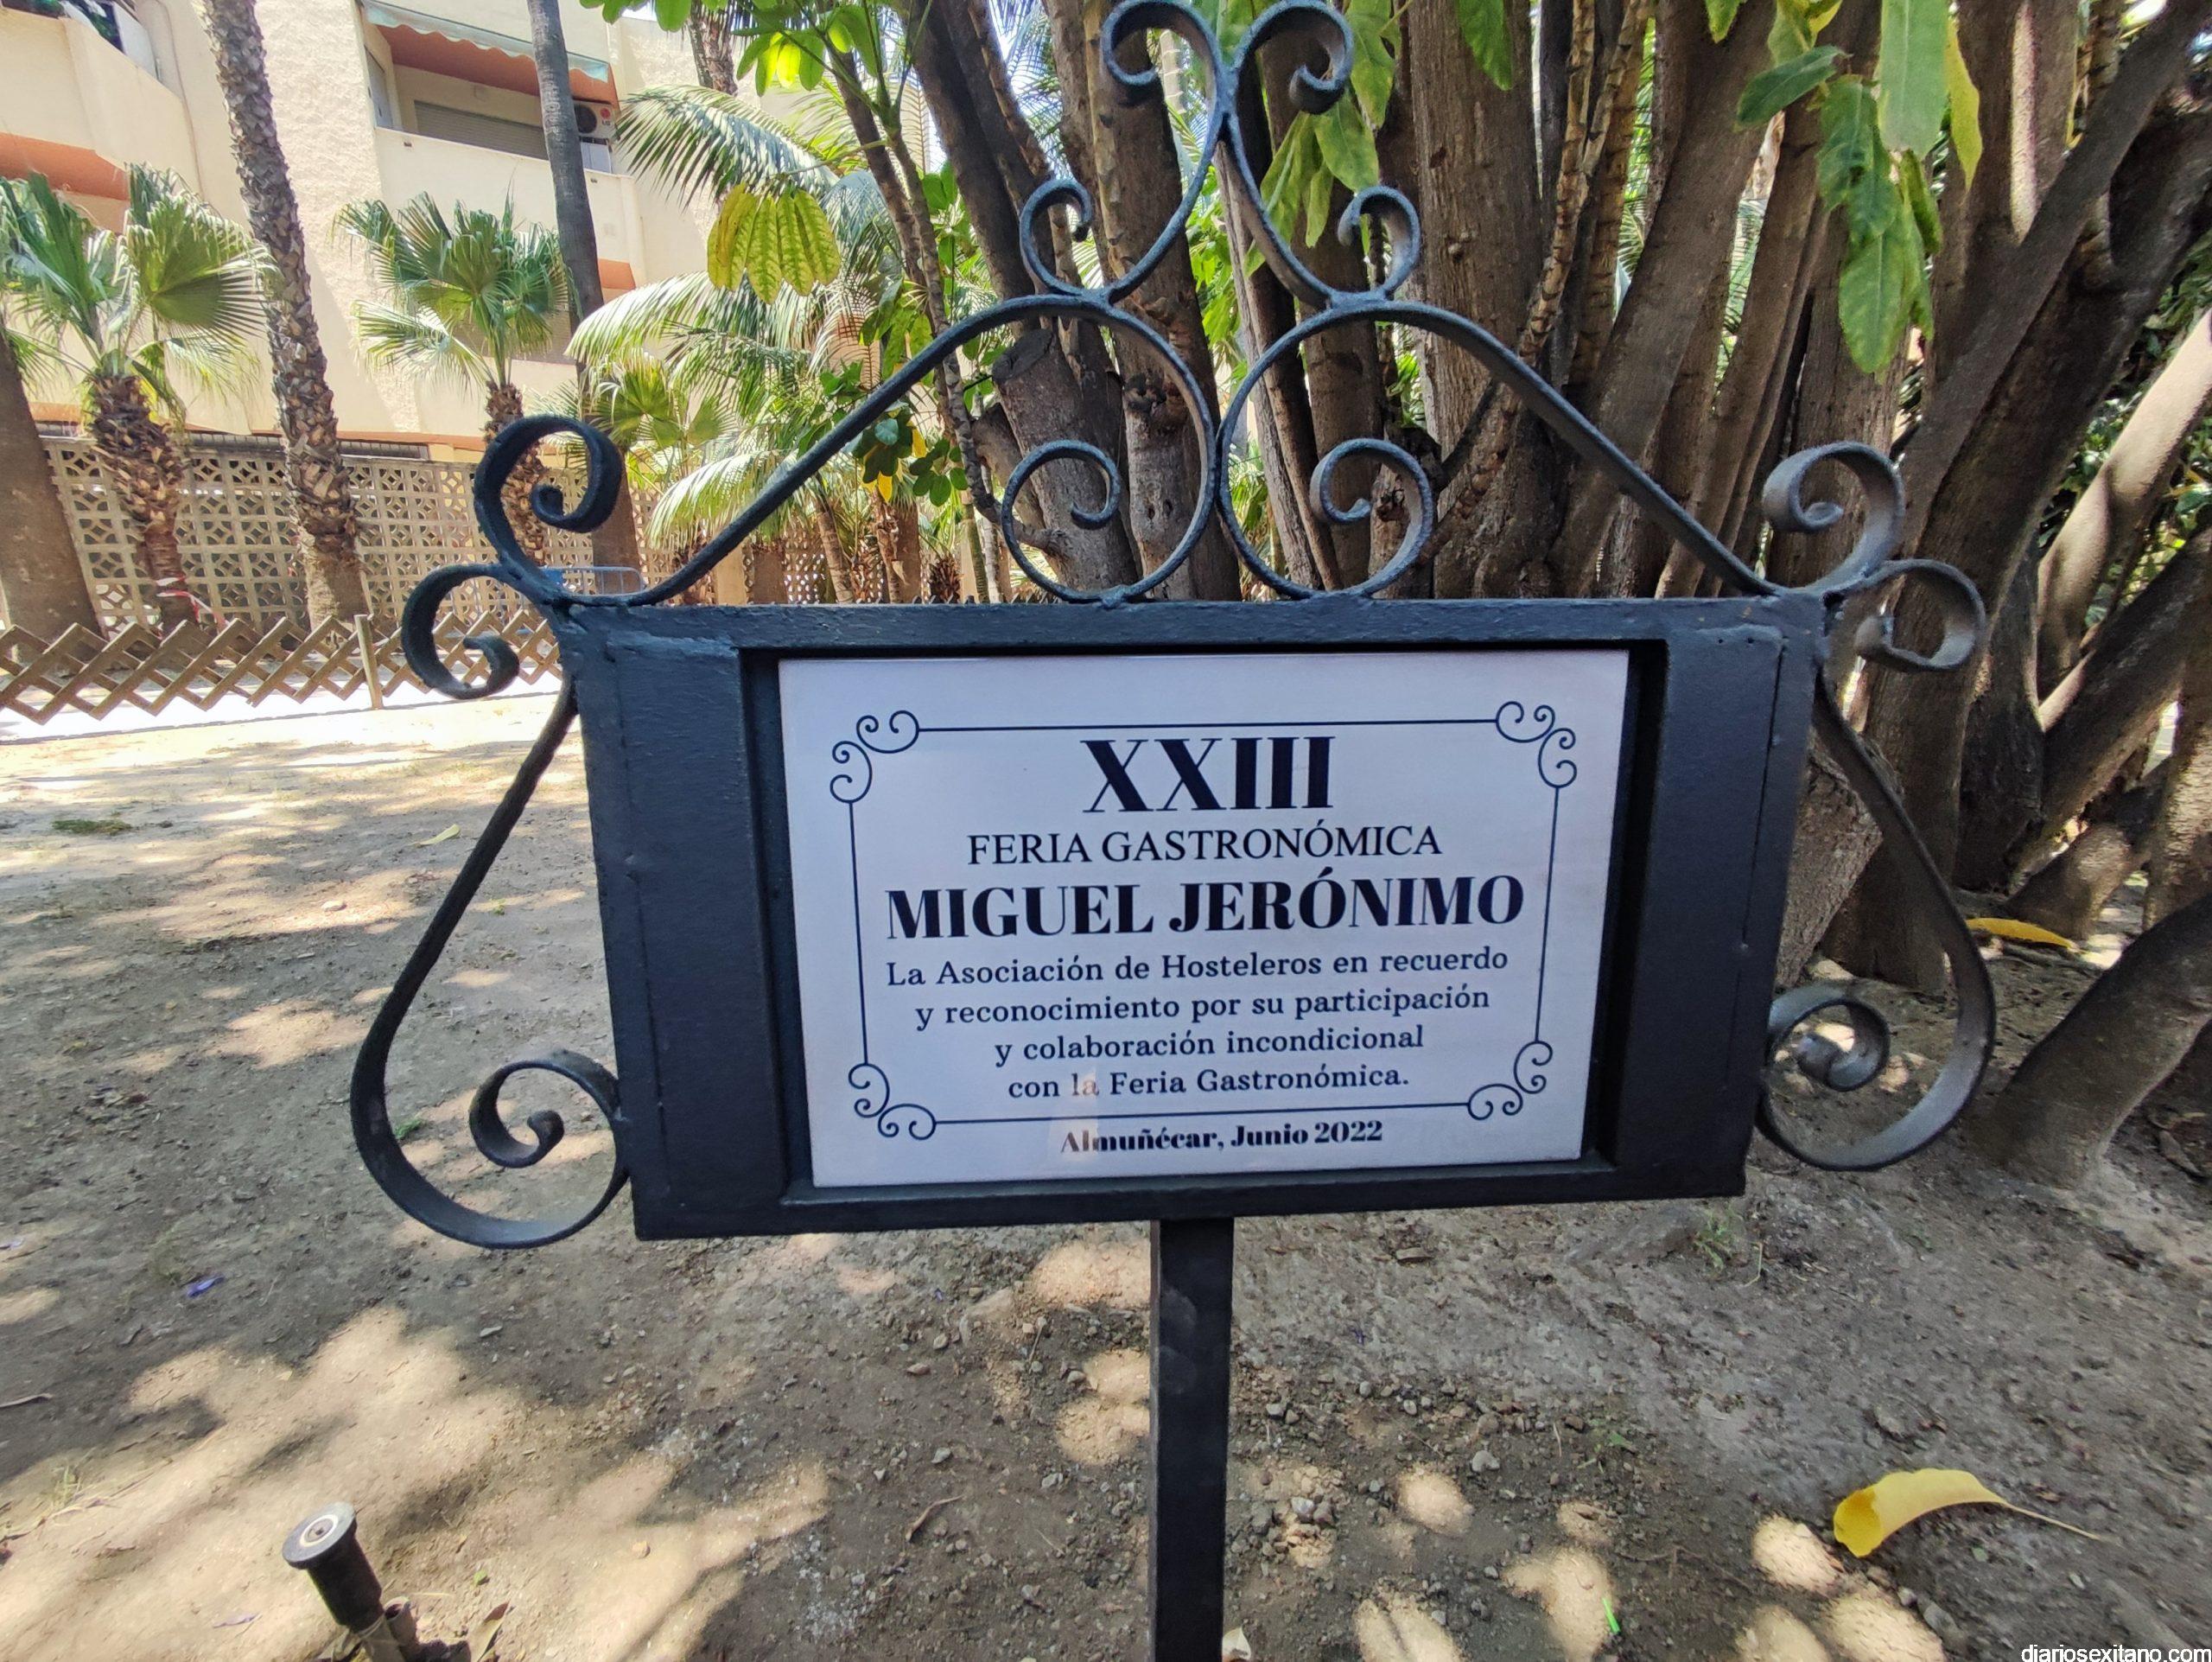 XXIII
FERIA GASTRONÓMICA
MIGUEL JERÓNIMO
La Asociación de Hosteleros en recuerdo
y reconocimiento por su participación
y colaboración incondicional
con la Feria Gastronómica.
Almuñécar, Junio 2022
diariosexitano.com